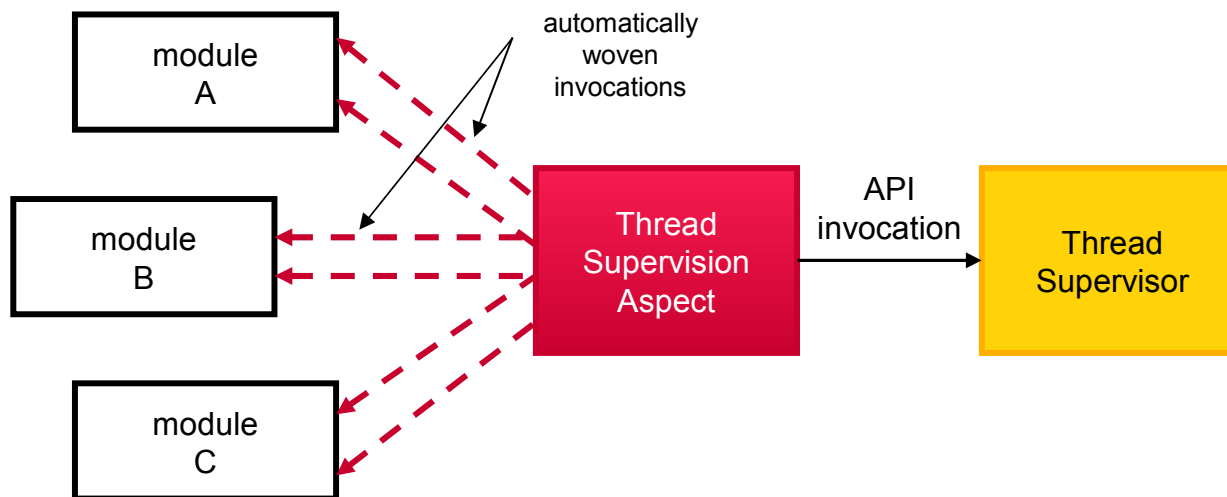 module
A
automatically
woven
invocations
module
B
Thread
Supervision
Aspect
API
invocation
Thread
Supervisor
module
C